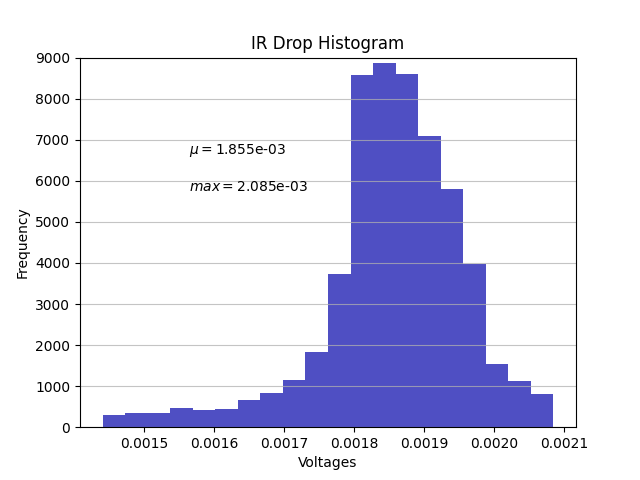 IR Drop Histogram
9000
8000
7000
6000
5000
4000
3000
2000
1000
0
Frequency
μ = 1.855e-03
max = 2.085e-03
0.0015 0.0016 0.0017 0.0018 0.0019 0.0020 0.0021
Voltages